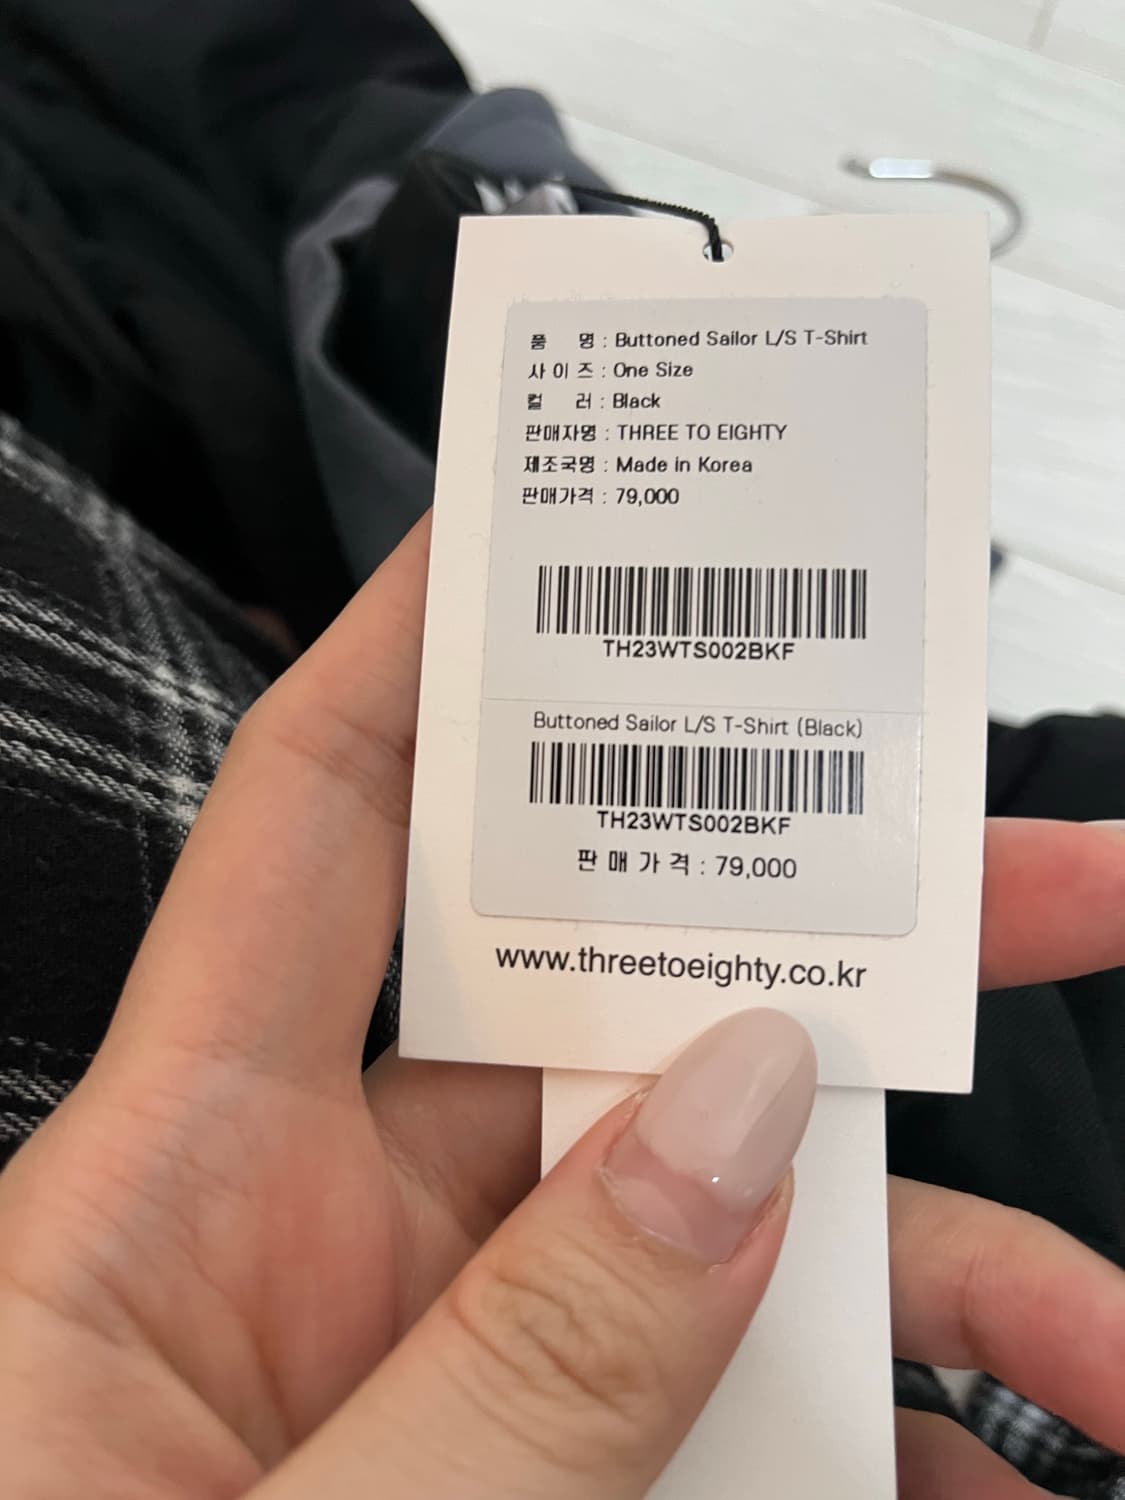 품 명 : Buttoned Sailor L/S T-Shirt
사 이 즈 : One Size
컬 러 : Black
판매자명 : THREE TO EIGHTY
제조국명 : Made in Korea
판매가격 : 79,000
TH23WTS002BKF
Buttoned Sailor L/S T-Shirt (Black)
TH23WTS002BKF
판 매 가 격 : 79,000
www.threetoeighty.co.kr